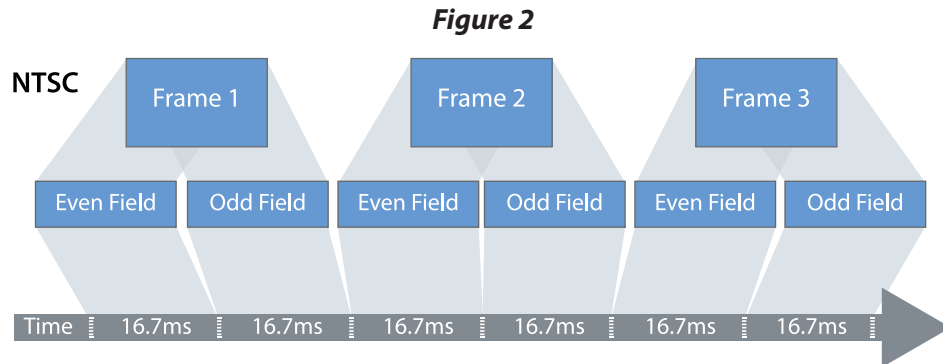 Figure 2
NTSC
Frame 1 Frame 2 Frame 3
Even Field Odd Field Even Field Odd Field Even Field Odd Field
Time 16.7ms 16.7ms 16.7ms 16.7ms 16.7ms 16.7ms